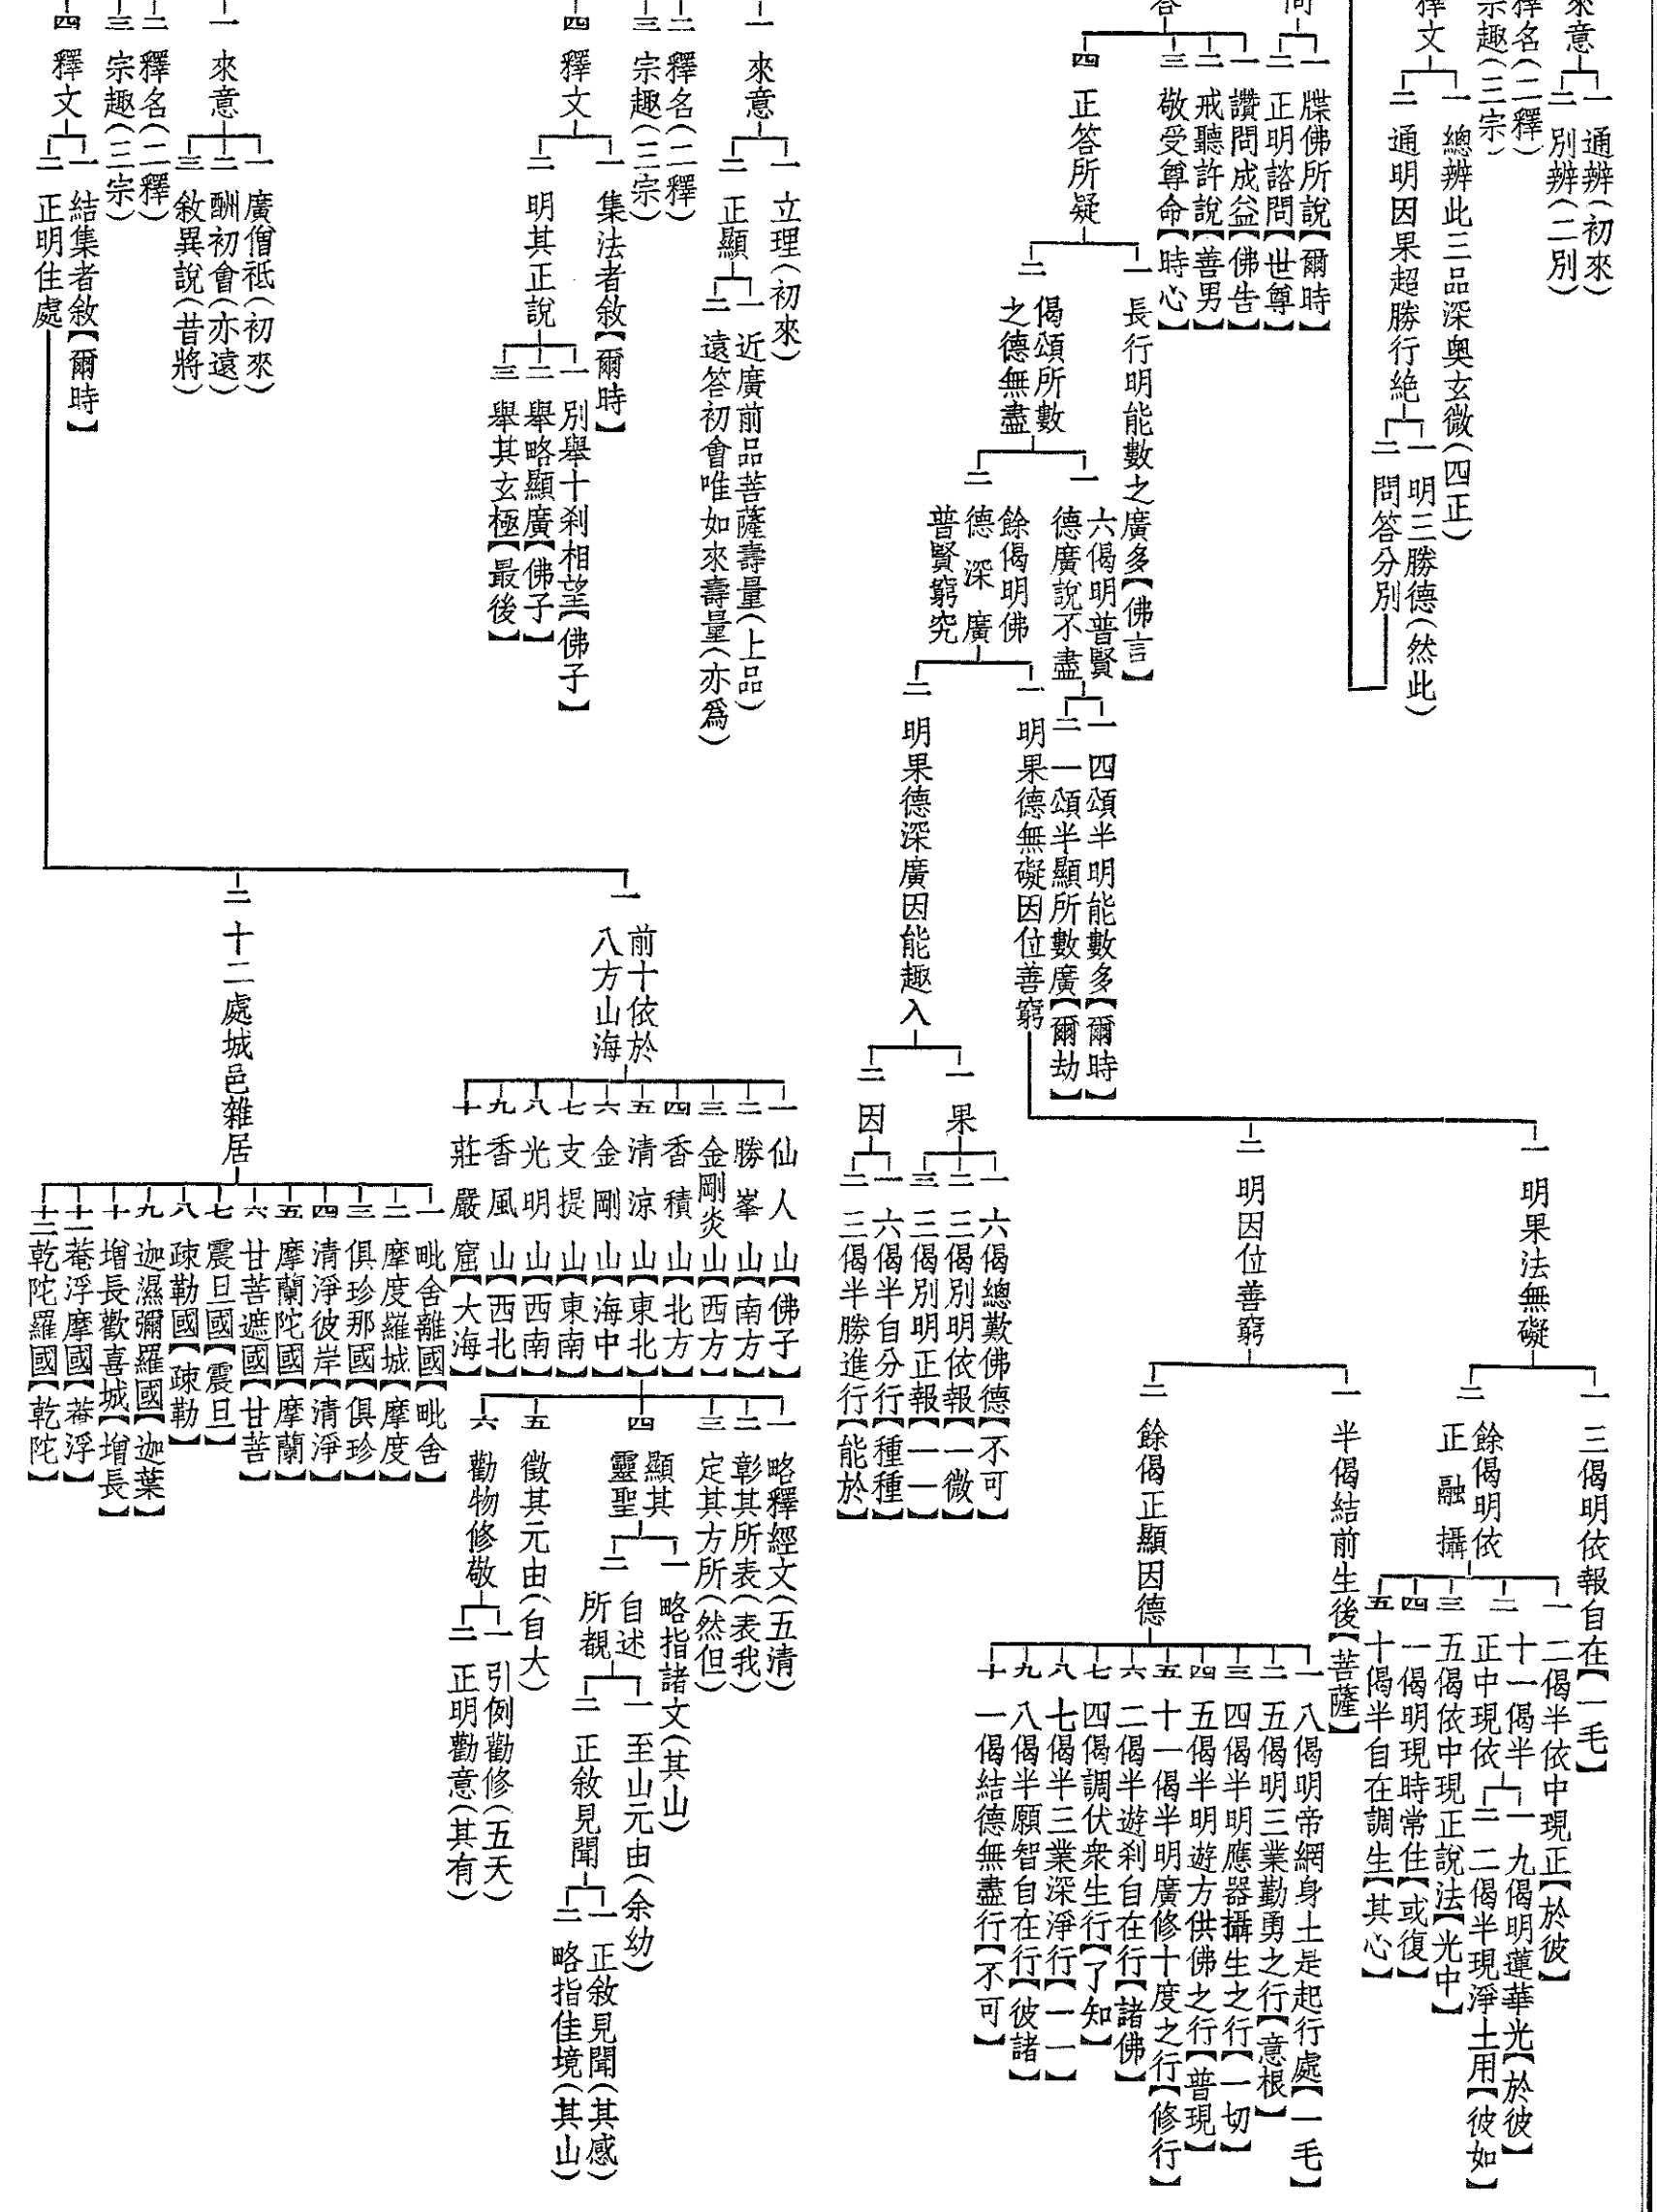 來意
一 通辨（初來）
二 別辨（二別）
釋名（二釋）
宗趣（三宗）
釋文
一 總辨此三品深奧玄微（四正）
二 通明因果超勝行絶
一 明三勝德（然此）
二 問答分別
問
一 牒佛所說【爾時】
二 正明諮問【世尊】
答
一 讚問成益【佛告】
二 戒聽許說【善男】
三 敬受尊命【時心】
四 正答所疑
一 長行明能數之廣多【佛言】
二 偈頌所數之德無盡
一 六偈明普賢德廣說不盡
一 四頌半明能數多【爾時】
二 一頌半顯所數廣【爾劫】
二 餘偈明佛德深廣普賢窮究
一 明果德無礙因位善窮
二 明果德深廣因能趣入
一 果
一 六偈總歎佛德【不可】
二 三偈別明依報【一微】
三 三偈別明正報【一一】
二 因
一 六偈半自分行【種種】
二 三偈半勝進行【能於】
一 明果法無礙
一 三偈明依報自在【一毛】
二 餘偈明依正融攝
一 二偈半依中現正【於彼】
二 十一偈半正中現依
一 九偈明蓮華光【於彼】
二 二偈半現淨土用【彼如】
三 五偈依中現正說法【光中】
四 一偈明現時常住【或復】
五 十偈半自在調生【其心】
二 明因位善窮
一 半偈結前生後【菩薩】
二 餘偈正顯因德
一 八偈明帝網身土是起行處【一毛】
二 五偈明三業勤勇之行【意根】
三 四偈半明應器攝生之行【一切】
四 五偈半明遊方供佛之行【普現】
五 十一偈半明廣修十度之行【修行】
六 二偈半遊刹自在行【諸佛】
七 四偈調伏衆生行【了知】
八 七偈半三業深淨行【一一】
九 八偈半願智自在行【彼諸】
十 一偈結德無盡行【不可】
一 來意
一 立理（初來）
二 正顯
一 近廣前品菩薩壽量（上品）
二 遠答初會唯如來壽量（亦爲）
二 釋名（二釋）
三 宗趣（三宗）
四 釋文
一 集法者敘【爾時】
二 明其正說
一 別舉十刹相望【佛子】
二 舉略顯廣【佛子】
三 舉其玄極【最後】
一 來意
一 廣僧祇（初來）
二 酬初會（亦遠）
三 敘異說（昔將）
二 釋名（二釋）
三 宗趣（三宗）
四 釋文
一 結集者敘【爾時】
二 正明住處
一 前十依於八方山海
一 仙人山【佛子】
二 勝峯山【南方】
三 金剛炎山【西方】
四 香積山【北方】
五 清涼山【東北】
六 金剛山【海中】
七 支提山【東南】
八 光明山【西南】
九 香風山【西北】
十 莊嚴窟【大海】
一 略釋經文（五清）
二 彰其所表（表我）
三 定其方所（然但）
四 顯其靈聖
一 略指諸文（其山）
二 自述所覩
一 至山元由（余幼）
二 正敘見聞
一 正敘見聞（其感）
二 略指佳境（其山）
五 徵其元由（自大）
六 勸物修敬
一 引例勸修（五天）
二 正明勸意（其有）
二 十二處城邑雜居
一 毗舍離國【毗舍】
二 摩度羅城【摩度】
三 俱珍那國【俱珍】
四 清淨彼岸【清淨】
五 摩蘭陀國【摩蘭】
六 甘菩遮國【甘菩】
七 震旦國【震旦】
八 疎勒國【疎勒】
九 迦濕彌羅國【迦葉】
十 增長歡喜城【增長】
十一 菴浮摩國【菴浮】
十二 乾陀羅國【乾陀】